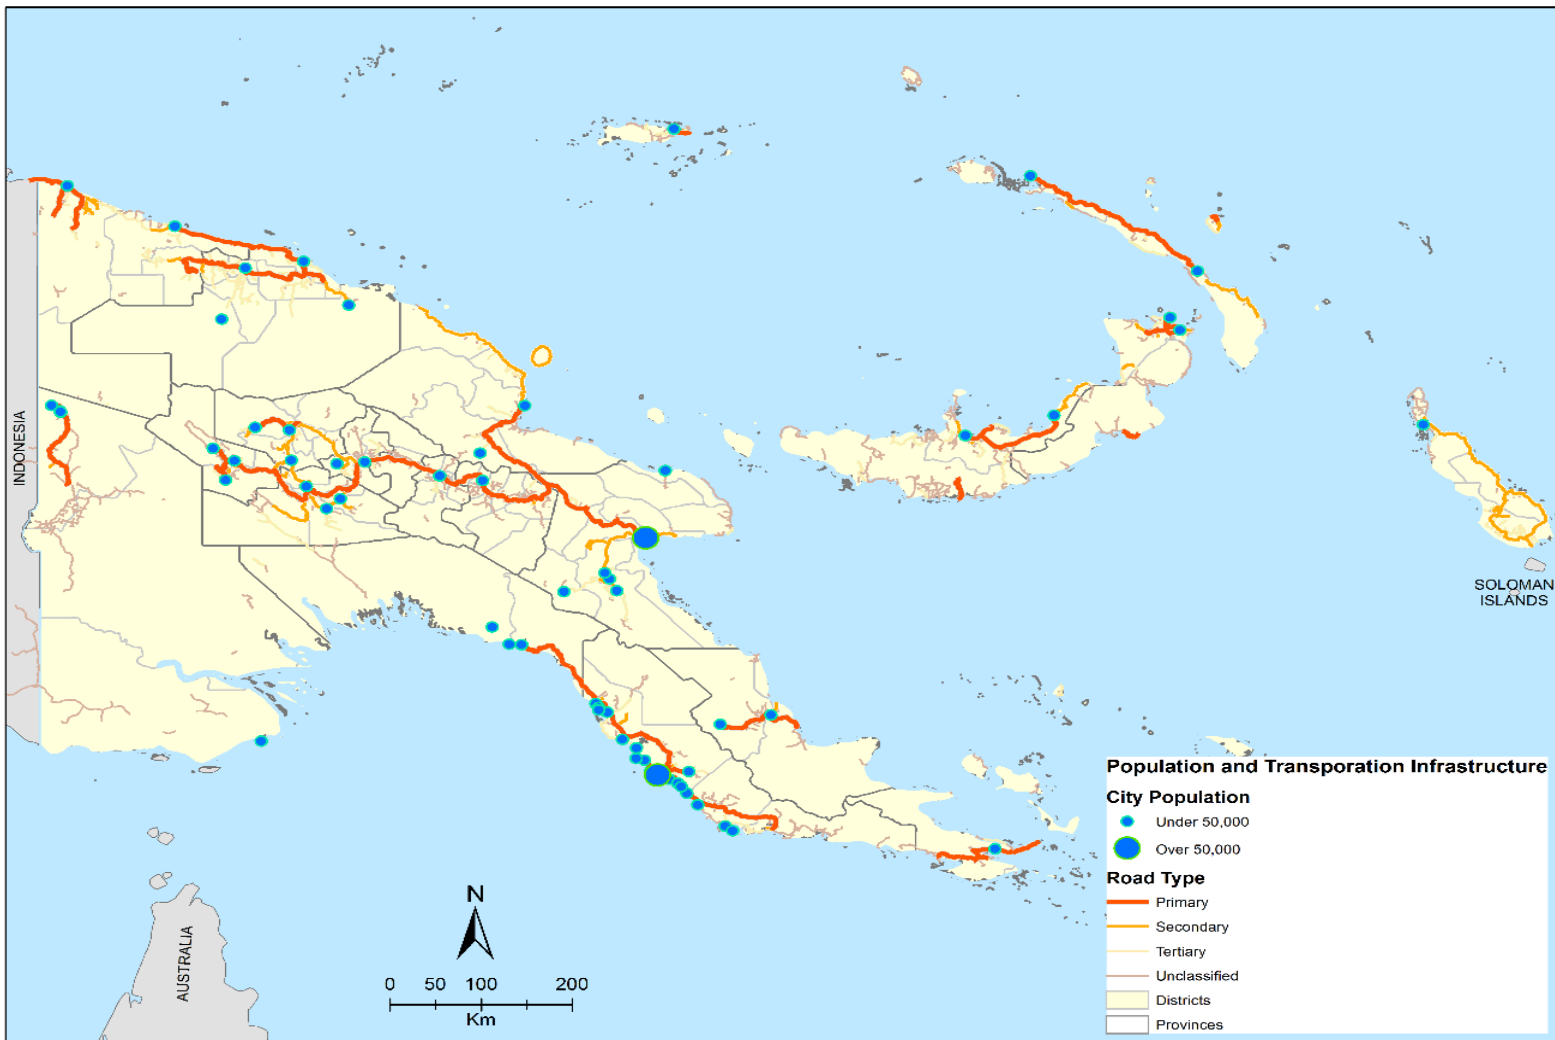 INDONESIA
SOLOMAN
ISLANDS
Population and Transporation Infrastructure
City Population
Under 50,000
Over 50,000
Road Type
Primary
Secondary
Tertiary
Unclassified
Districts
Provinces
N
0 50 100 200
Km
AUSTRALIA